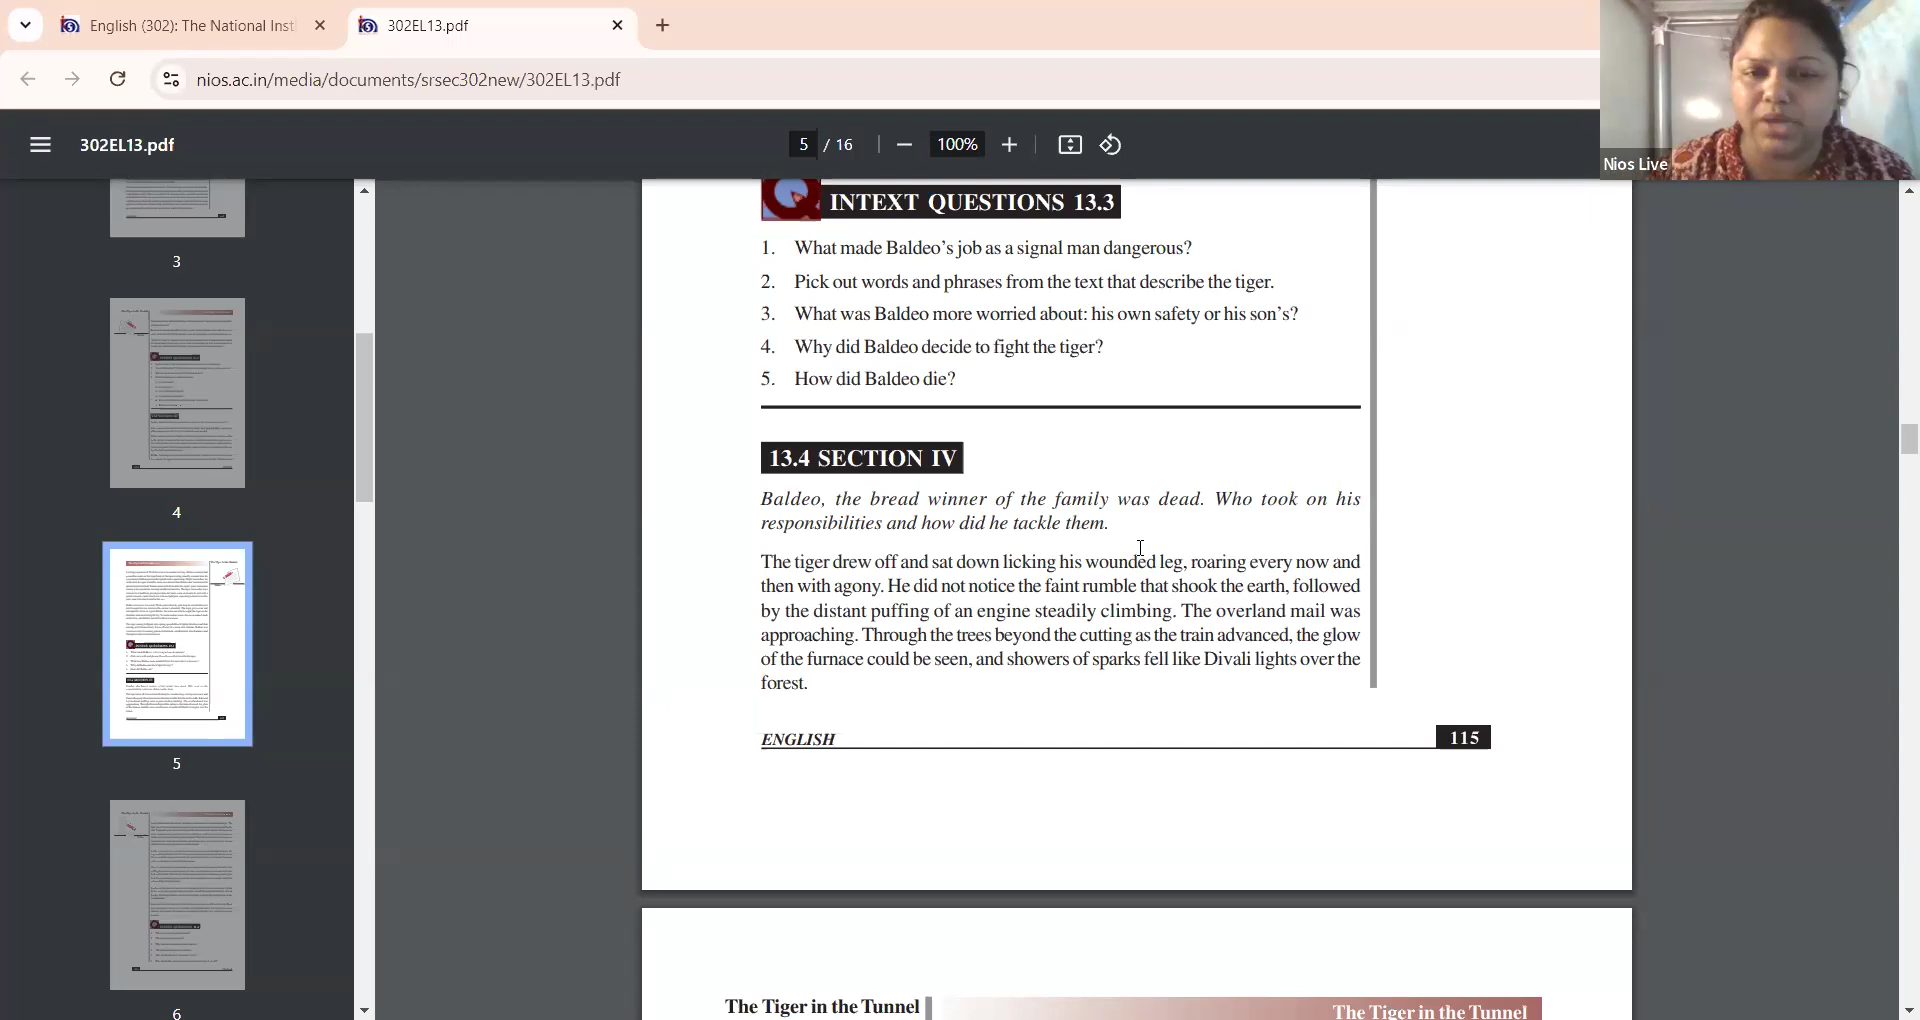 English (302): The National Inst
302EL13.pdf
nios.ac.in/media/documents/srsec302new/302EL13.pdf
Nios Live
302EL13.pdf
5 / 16
100%
3
4
5
6
INTEXT QUESTIONS 13.3
1. What made Baldeo's job as a signal man dangerous?
2. Pick out words and phrases from the text that describe the tiger.
3. What was Baldeo more worried about: his own safety or his son's?
4. Why did Baldeo decide to fight the tiger?
5. How did Baldeo die?
13.4 SECTION IV
Baldeo, the bread winner of the family was dead. Who took on his
responsibilities and how did he tackle them.
The tiger drew off and sat down licking his wounded leg, roaring every now and
then with agony. He did not notice the faint rumble that shook the earth, followed
by the distant puffing of an engine steadily climbing. The overland mail was
approaching. Through the trees beyond the cutting as the train advanced, the glow
of the furnace could be seen, and showers of sparks fell like Divali lights over the
forest.
ENGLISH
115
The Tiger in the Tunnel
The Tiger in the Tunnel